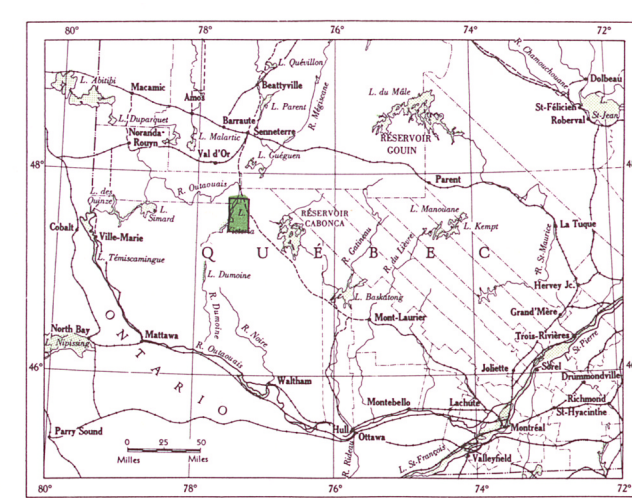 80°
78°
76°
74°
72°
L. Quévillon
R. Chamouchouane
L. Abitibi
Macamic
Beattyville
Dolbeau
Amos
L. Parent
R. Mégiscane
L. du Mâle
St-Félicien
St-Jean
L. Duparquet
Barraute
Roberval
Noranda-
Rouyn
L. Malartic
Senneterre
RÉSERVOIR
GOUIN
Val d'Or
L. Guéguen
48°
48°
Parent
R. Outaouais
L. des
Quinze
L.
Simard
L.
RÉSERVOIR
CABONCA
L. Manouane
L. Kempt
La Tuque
Cobalt
Ville-Marie
R. Gatineau
R. du Lièvre
R. St-Maurice
QUÉBEC
L. Témiscamingue
L. Dumoine
L. Baskatong
Hervey Jc.
R. Dumoine
Mont-Laurier
Grand'Mère
ONTARIO
North Bay
Mattawa
R. Noire
Trois-Rivières
St-Pierre
L. Nipissing
R. Outaouais
46°
46°
Joliette
Sorel
Drummondville
Waltham
Montebello
Lachute
Richmond
St-Hyacinthe
Parry Sound
25
0
25
50
Milles
Miles
Hull
Ottawa
Montréal
R. Rideau
L. St-François
Valleyfield
80°
78°
76°
74°
72°